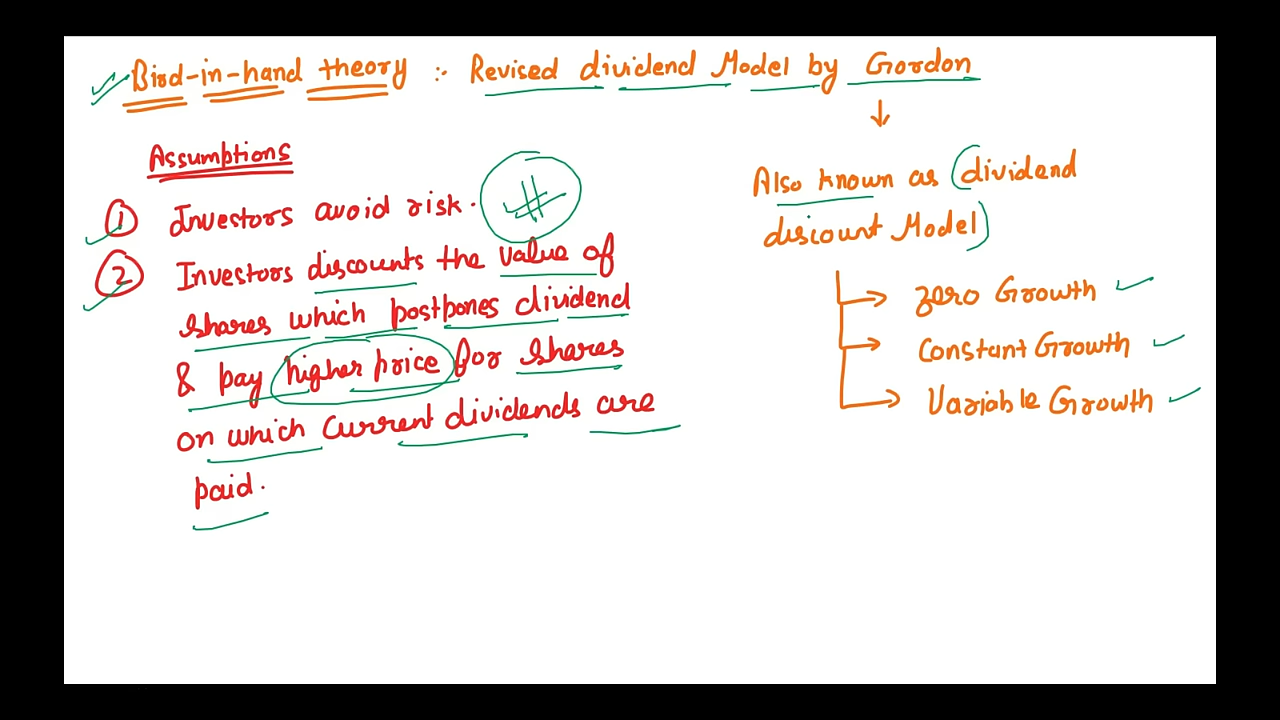 Bird-in-hand theory :- Revised dividend Model by Gordon
Assumptions
① Investors avoid risk.
② Investors discounts the value of
shares which postpones dividend
& pay higher price for shares
on which current dividends are
paid.
Also known as (dividend
discount Model)
Zero Growth
Constant Growth
Variable Growth